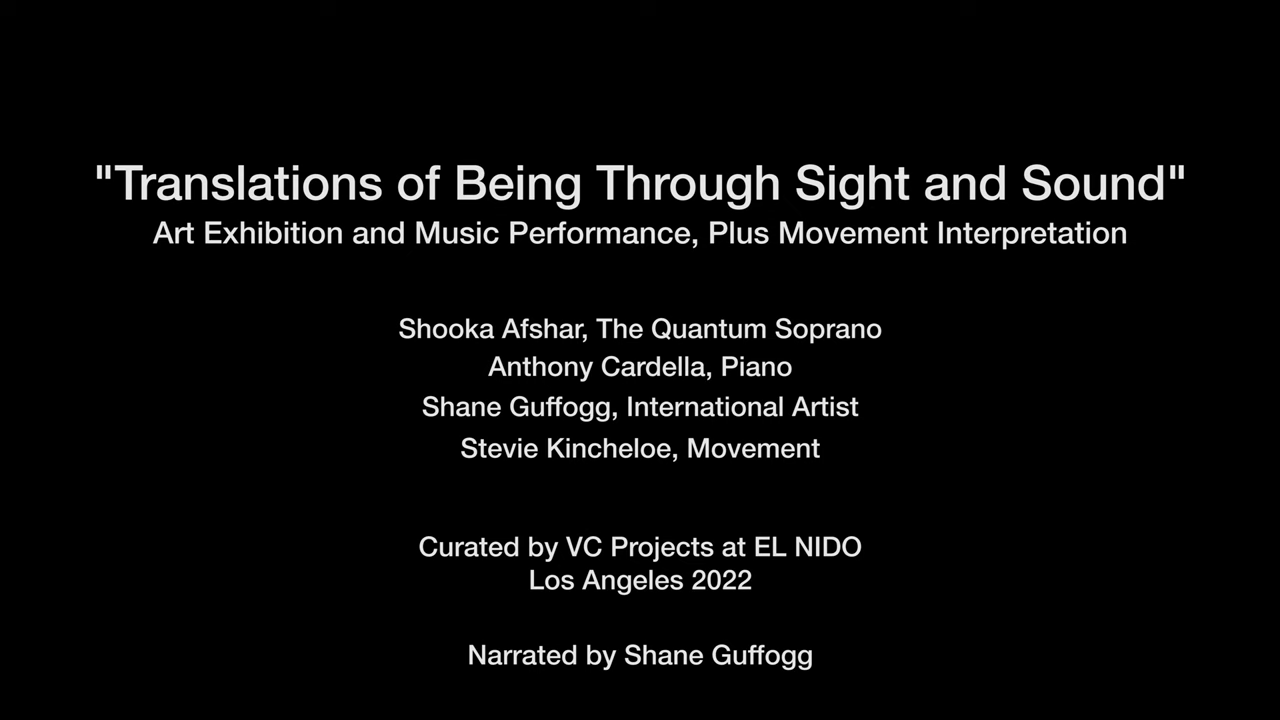 "Translations of Being Through Sight and Sound"
Art Exhibition and Music Performance, Plus Movement Interpretation
Shooka Afshar, The Quantum Soprano
Anthony Cardella, Piano
Shane Guffogg, International Artist
Stevie Kincheloe, Movement
Curated by VC Projects at EL NIDO
Los Angeles 2022
Narrated by Shane Guffogg